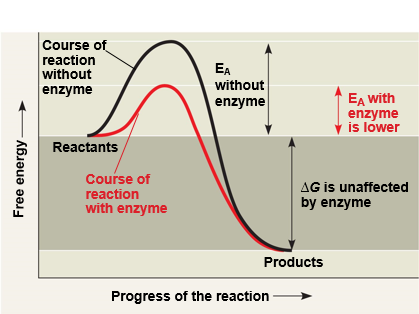 Course of
reaction
without
enzyme
EA
without
enzyme
EA with
enzyme
is lower
Reactants
Course of
reaction
with enzyme
ΔG is unaffected
by enzyme
Products
Free energy
Progress of the reaction